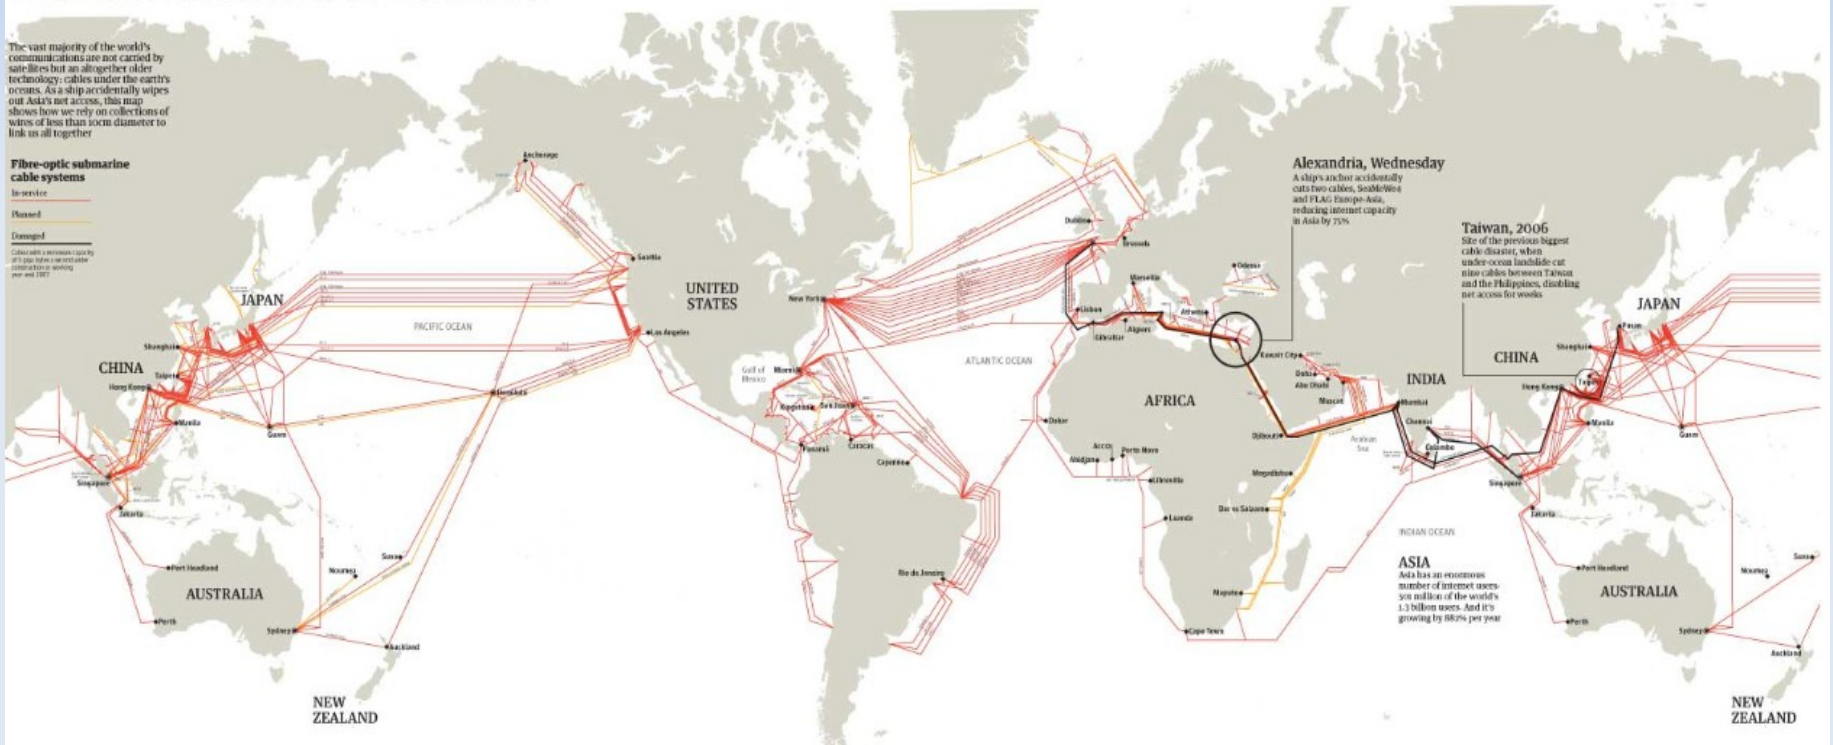 The vast majority of the world's
communications are not carried by
satellites but an altogether older
technology: cables under the earth's
oceans. As a ship accidentally wipes
out Asia's net access, this map
shows how we rely on collections of
wires of less than 10cm diameter to
link us all together
Fibre-optic submarine
cable systems
In-service
Planned
Damaged
Anchorage
Seattle
UNITED
STATES
New York
Los Angeles
JAPAN
PACIFIC OCEAN
Shanghai
CHINA
Taipei
Hong Kong
Manila
Guam
Honolulu
Singapore
Jakarta
Port Headland
AUSTRALIA
Perth
Sydney
Noumea
Suva
Auckland
NEW
ZEALAND
Gulf of
Mexico
Miami
Kingston
San Juan
Panama
Caracas
Cayenne
Rio de Janeiro
ATLANTIC OCEAN
Dublin
Brussels
Marseille
Odessa
Lisbon
Gibraltar
Algiers
Athens
Alexandria, Wednesday
A ship's anchor accidentally
cuts two cables, SeaMeWe4
and FLAG Europe-Asia,
reducing internet capacity
in Asia by 75%
Taiwan, 2006
Site of the previous biggest
cable disaster, when
under-ocean landslide cut
nine cables between Taiwan
and the Philippines, disabling
net access for weeks
Kuwait City
Doha
Abu Dhabi
Muscat
INDIA
Mumbai
Chennai
Colombo
Arabian
Sea
AFRICA
Dakar
Accra
Porto Novo
Abidjan
Libreville
Luanda
Djibouti
Mogadishu
Dar es Salaam
Maputo
Cape Town
INDIAN OCEAN
ASIA
Asia has an enormous
number of internet users-
501 million of the world's
1.3 billion users. And it's
growing by 882% per year
JAPAN
Pusan
Shanghai
CHINA
Hong Kong
Taipei
Manila
Guam
Singapore
Jakarta
Port Headland
AUSTRALIA
Perth
Sydney
Noumea
Suva
Auckland
NEW
ZEALAND